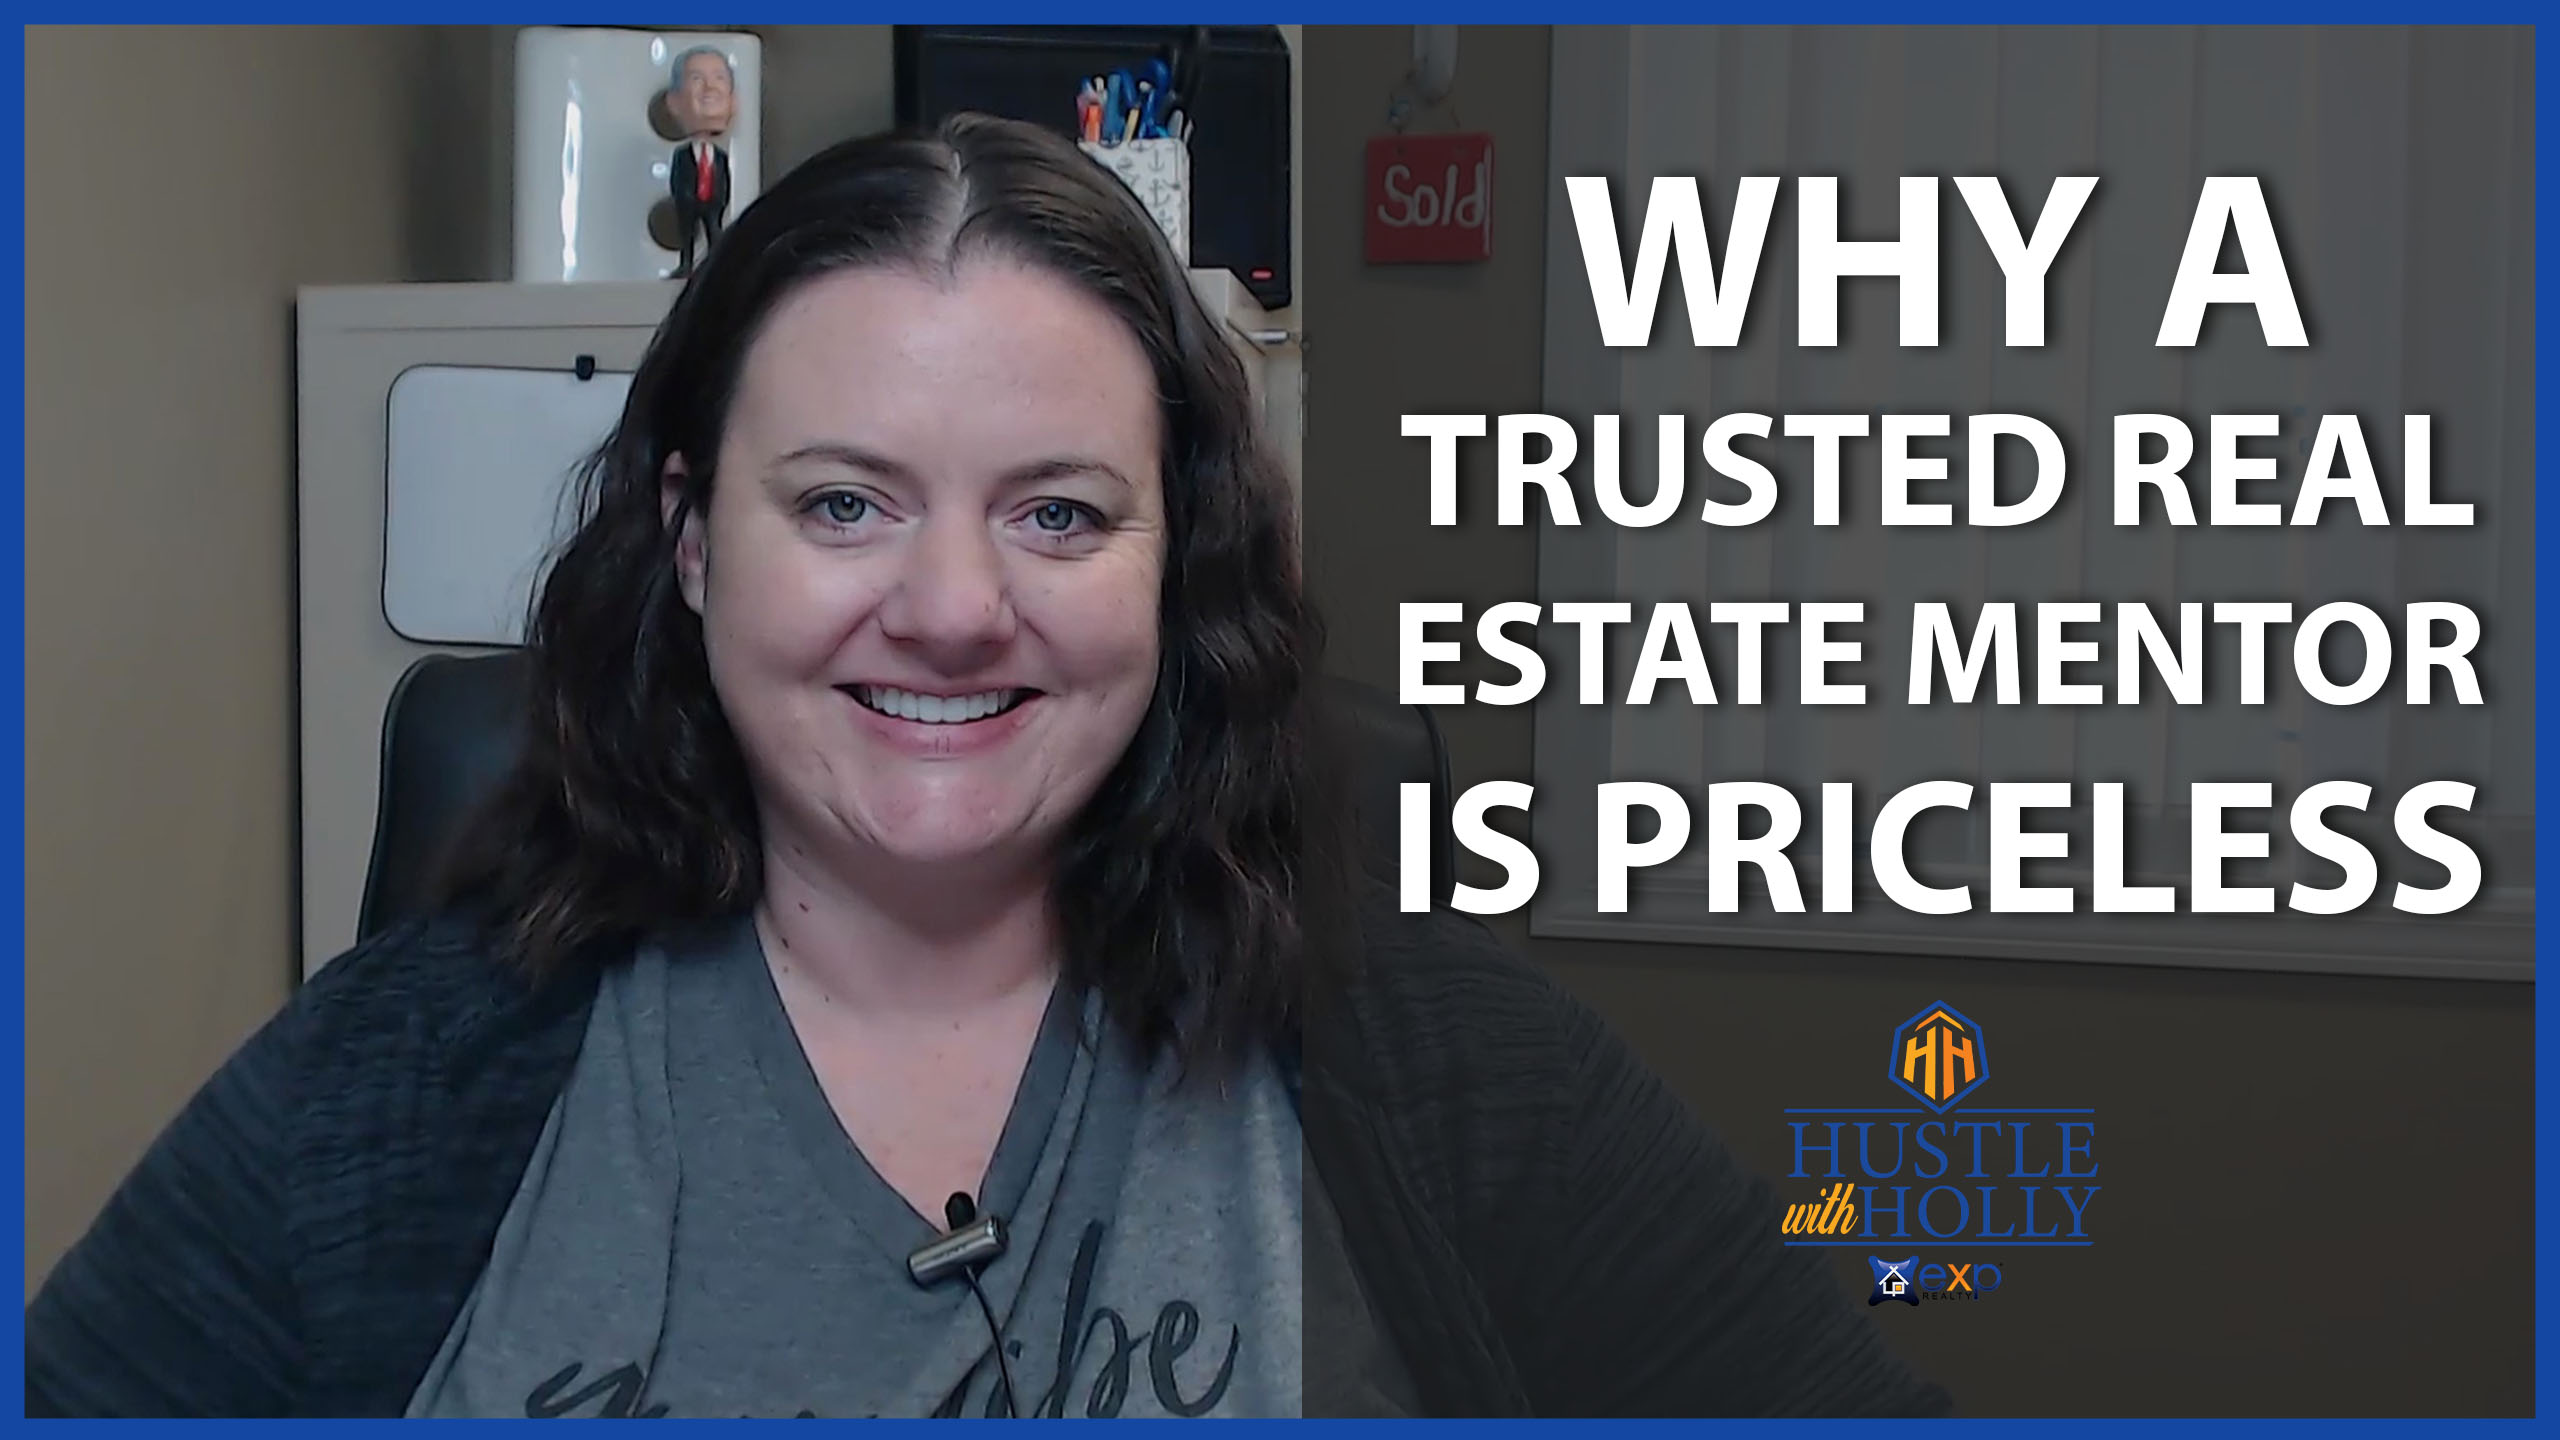 Sold
WHY A
TRUSTED REAL
ESTATE MENTOR
IS PRICELESS
HH
HUSTLE
with HOLLY
exp
REALTY